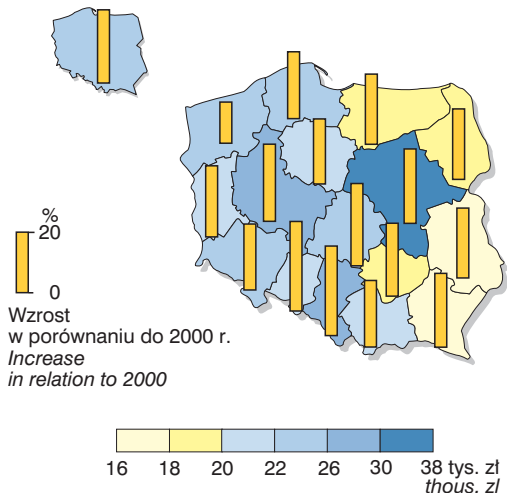 %
20
0
Wzrost
w porównaniu do 2000 r.
Increase
in relation to 2000
16 18 20 22 26 30 38 tys. zł
thous. zl